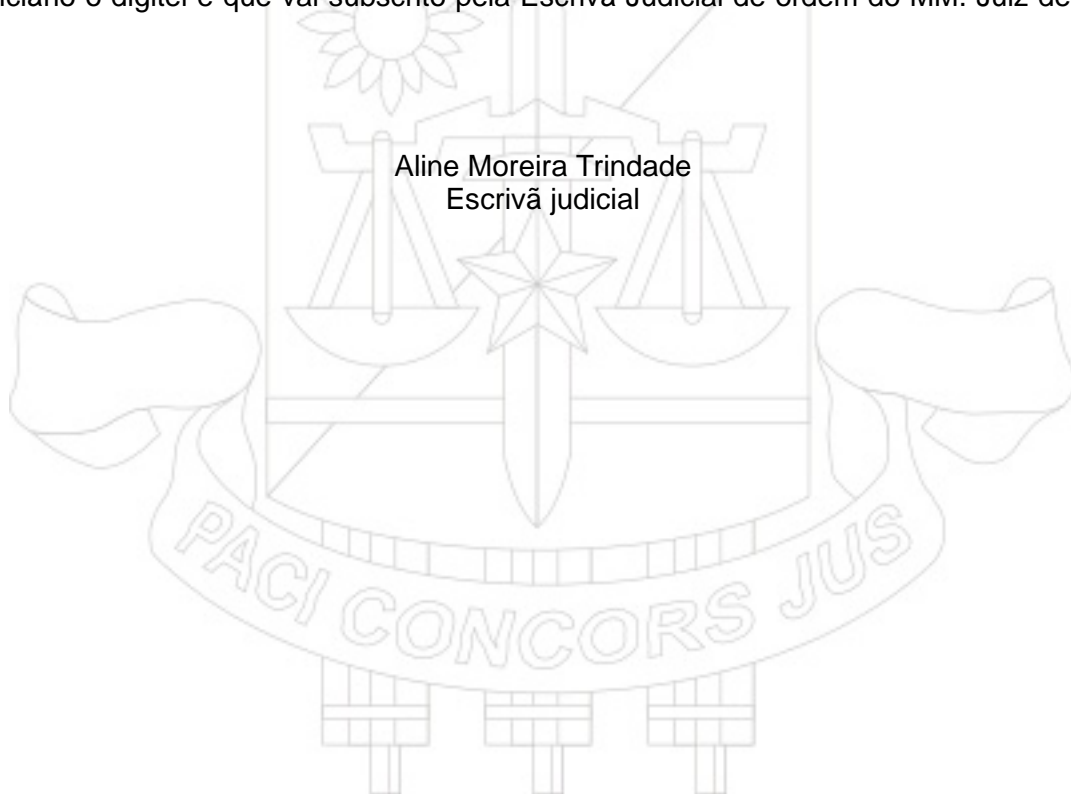 ciário o digitei e que vai subscrito pela Escrivã Judicial de ordem do MM. Juiz de
Aline Moreira Trindade
Escrivã judicial
PACI CONCORS JUS